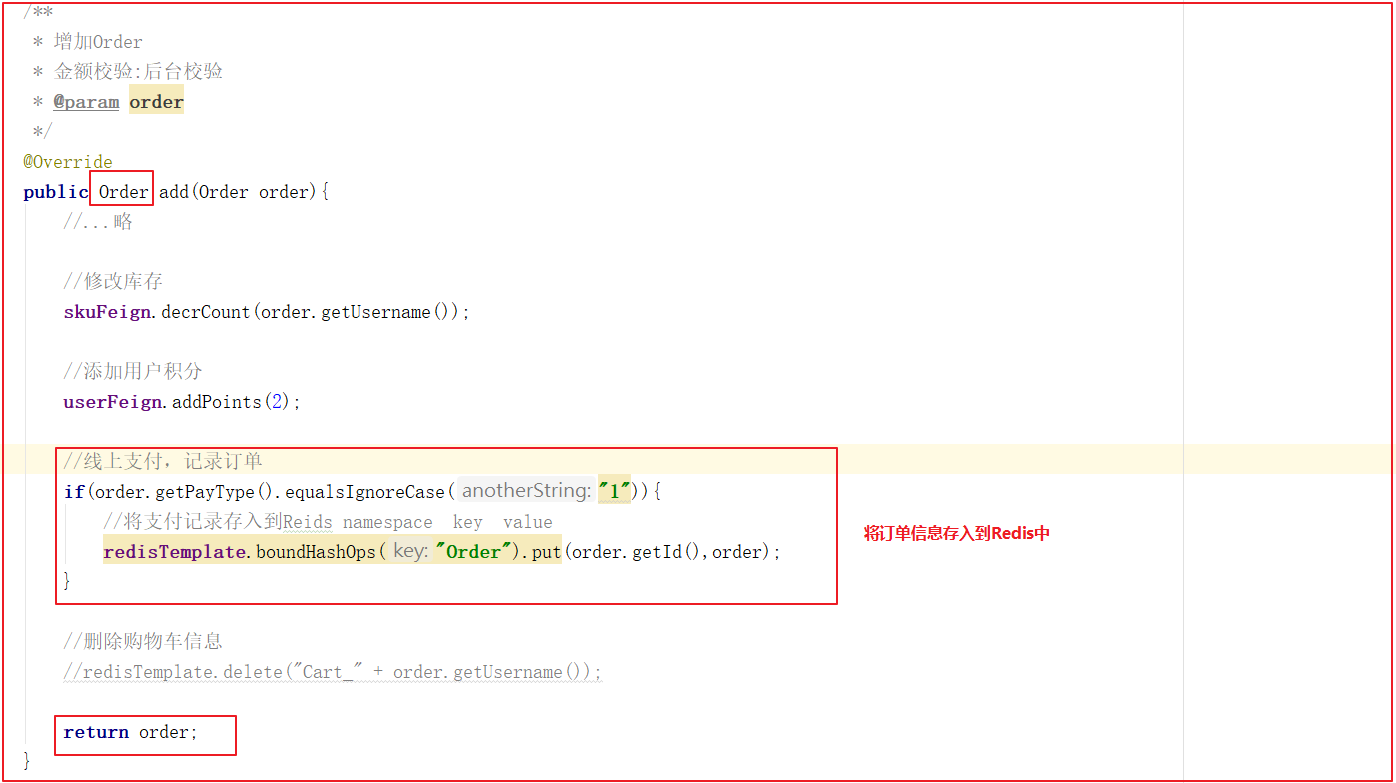 /**
* 增加Order
* 金额校验:后台校验
* @param order
*/
@Override
public Order add(Order order){
//...略
//修改库存
skuFeign.decrCount(order.getUsername());
//添加用户积分
userFeign.addPoints(2);
//线上支付，记录订单
if(order.getPayType().equalsIgnoreCase( anotherString: "1")){
//将支付记录存入到Reids namespace key value
redisTemplate.boundHashOps( key: "Order").put(order.getId(),order);
将订单信息存入到Redis中
}
//删除购物车信息
//redisTemplate.delete("Cart_" + order.getUsername());
return order;
}